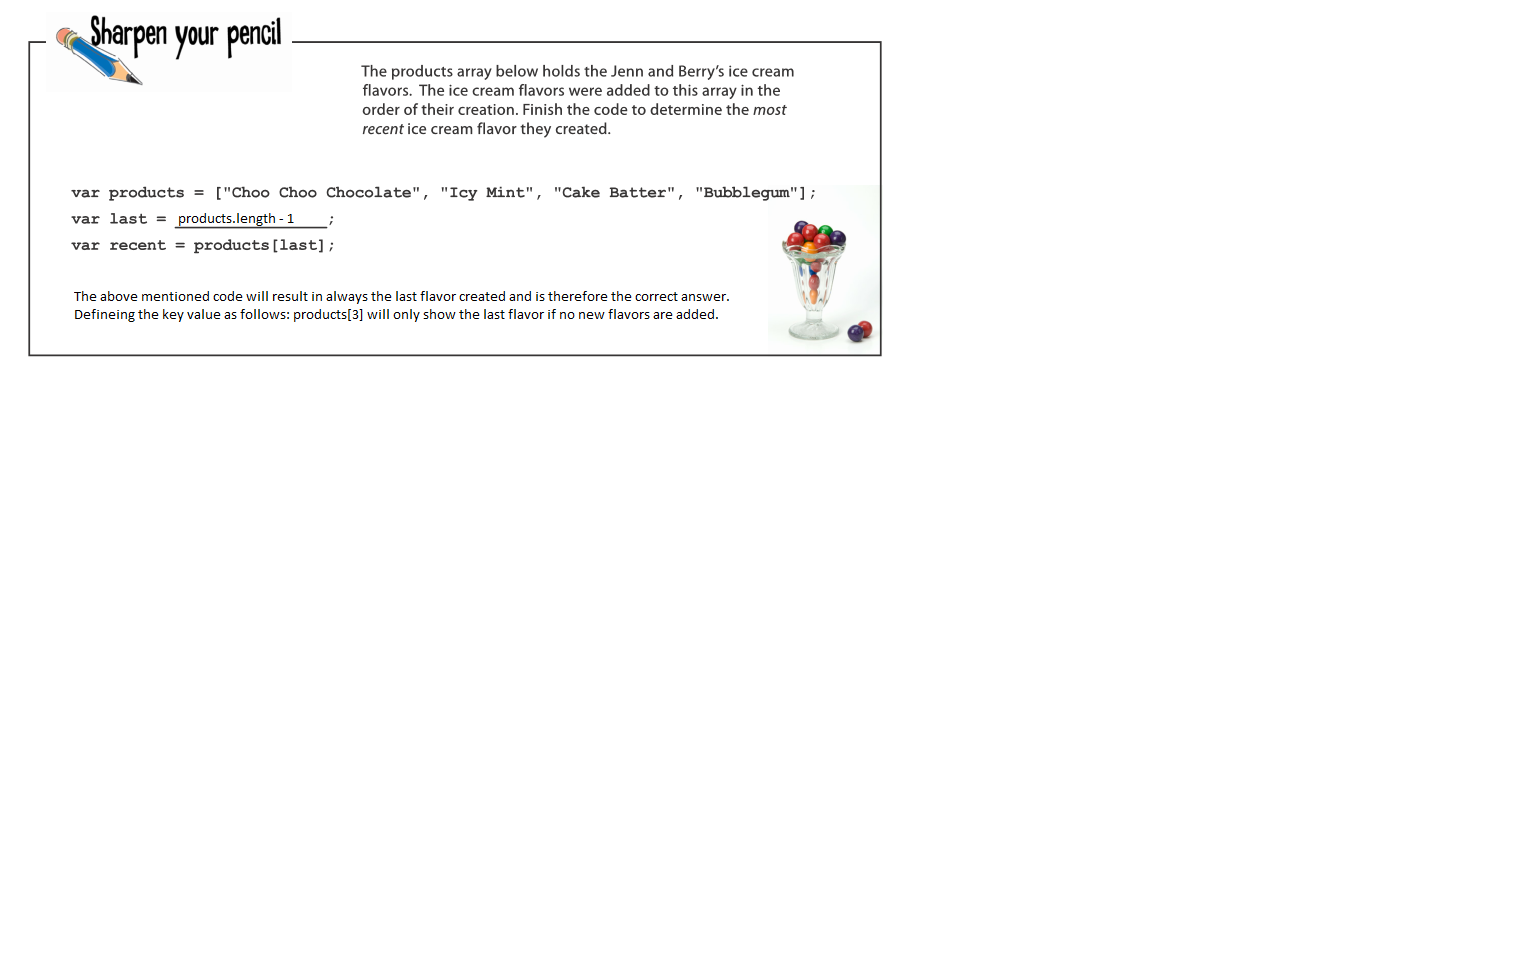 Sharpen your pencil
The products array below holds the Jenn and Berry's ice cream
flavors. The ice cream flavors were added to this array in the
order of their creation. Finish the code to determine the most
recent ice cream flavor they created.
var products = ["Choo Choo Chocolate", "Icy Mint", "Cake Batter", "Bubblegum"];
var last = products.length - 1 ;
var recent = products[last];
The above mentioned code will result in always the last flavor created and is therefore the correct answer.
Defineing the key value as follows: products[3] will only show the last flavor if no new flavors are added.